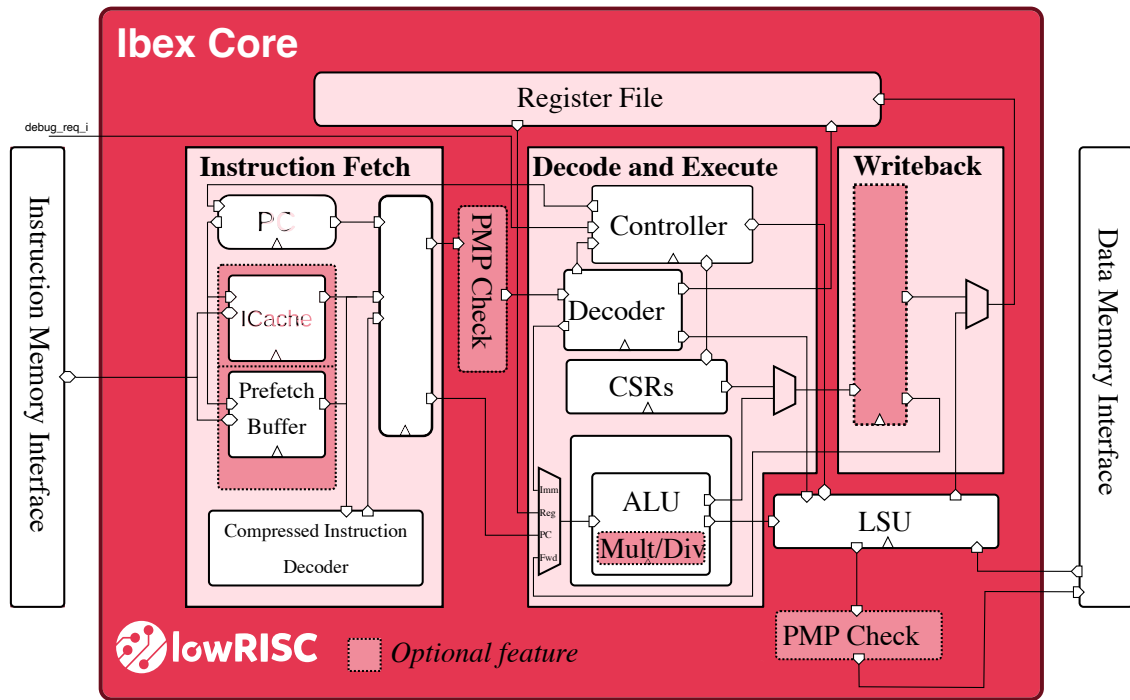 Ibex Core
Register File
debug_req_i
Instruction Fetch
Decode and Execute
Writeback
Instruction Memory Interface
PC
ICache
Prefetch
Buffer
Compressed Instruction
Decoder
PMP Check
Controller
Decoder
CSRs
Imm
Reg
PC
Fwd
ALU
Mult/Div
LSU
PMP Check
Data Memory Interface
lowRISC
Optional feature